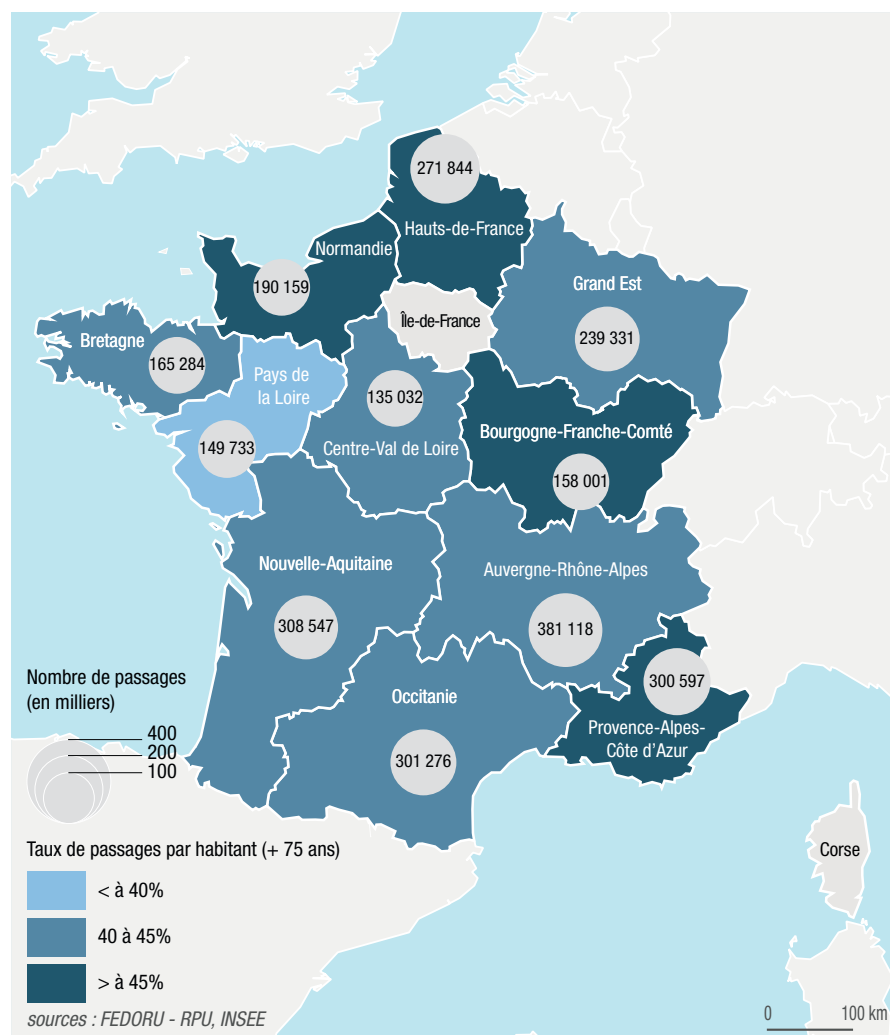 271 844
Hauts-de-France
Normandie
190 159
Île-de-France
Grand Est
239 331
Bretagne
165 284
Pays de
la Loire
149 733
135 032
Centre-Val de Loire
Bourgogne-Franche-Comté
158 001
Nouvelle-Aquitaine
308 547
Auvergne-Rhône-Alpes
381 118
Occitanie
301 276
300 597
Provence-Alpes-
Côte d'Azur
Corse
Nombre de passages
(en milliers)
400
200
100
Taux de passages par habitant (+ 75 ans)
< à 40%
40 à 45%
> à 45%
sources : FEDORU - RPU, INSEE
0 100 km